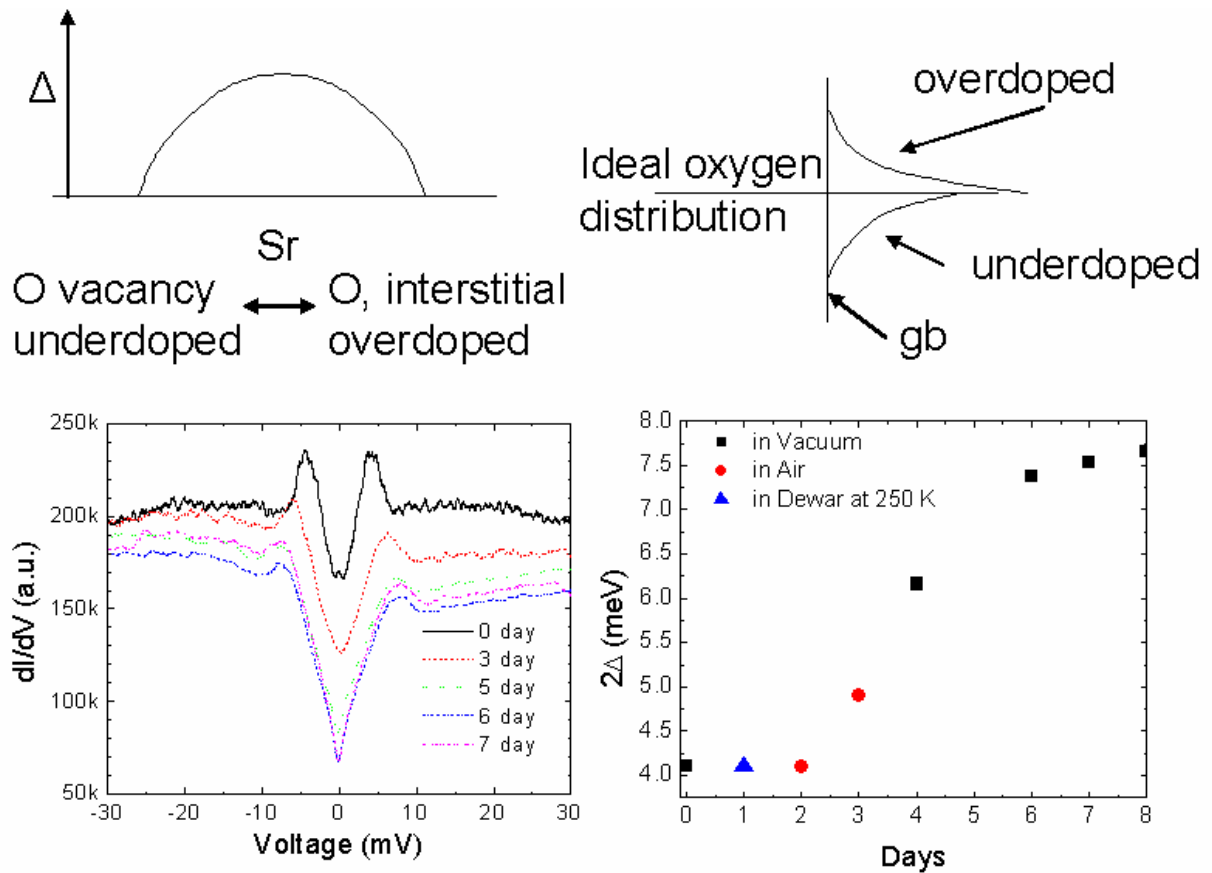 Δ
Sr
O vacancy
underdoped
O, interstitial
overdoped
overdoped
Ideal oxygen
distribution
underdoped
gb
250k
200k
150k
100k
50k
-30
-20
-10
0
10
20
30
dI/dV (a.u.)
Voltage (mV)
0 day
3 day
5 day
6 day
7 day
8.0
7.5
7.0
6.5
6.0
5.5
5.0
4.5
4.0
0
1
2
3
4
5
6
7
8
2Δ (meV)
Days
in Vacuum
in Air
in Dewar at 250 K